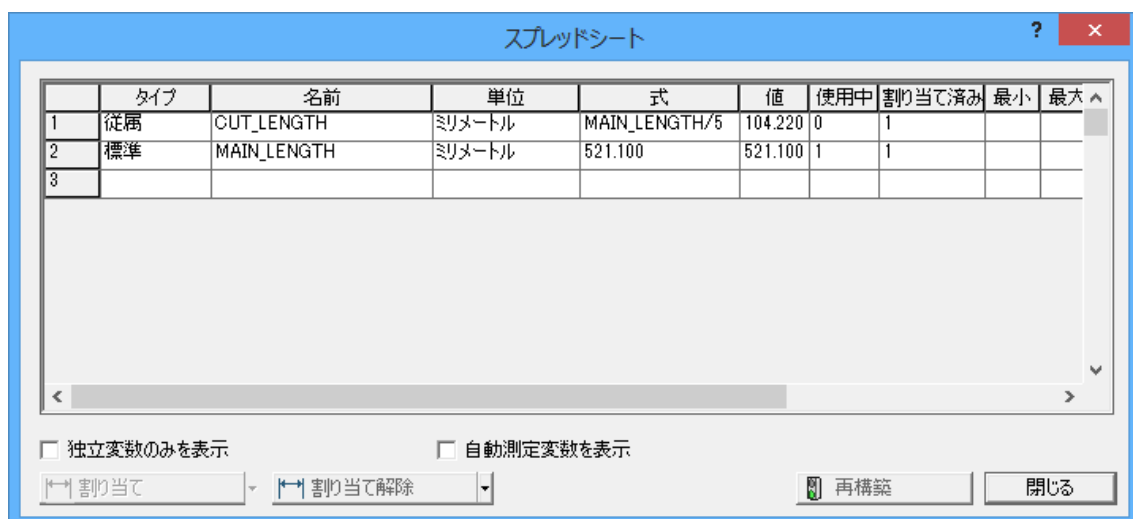 スプレッドシート ? ×
タイプ 名前 単位 式 値 使用中 割り当て済み 最小 最大
1 従属 CUT_LENGTH ミリメートル MAIN_LENGTH/5 104.220 0 1
2 標準 MAIN_LENGTH ミリメートル 521.100 521.100 1 1
3
独立変数のみを表示 自動測定変数を表示
割り当て 割り当て解除 再構築 閉じる